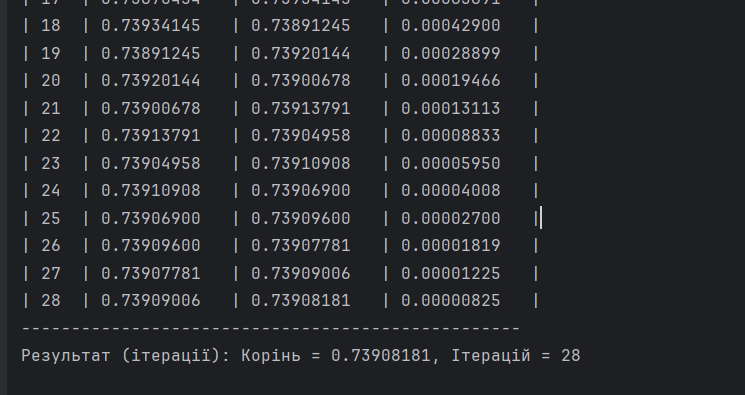 | 18 | 0.73934145 | 0.73891245 | 0.00042900 |
| 19 | 0.73891245 | 0.73920144 | 0.00028899 |
| 20 | 0.73920144 | 0.73900678 | 0.00019466 |
| 21 | 0.73900678 | 0.73913791 | 0.00013113 |
| 22 | 0.73913791 | 0.73904958 | 0.00008833 |
| 23 | 0.73904958 | 0.73910908 | 0.00005950 |
| 24 | 0.73910908 | 0.73906900 | 0.00004008 |
| 25 | 0.73906900 | 0.73909600 | 0.00002700 |
| 26 | 0.73909600 | 0.73907781 | 0.00001819 |
| 27 | 0.73907781 | 0.73909006 | 0.00001225 |
| 28 | 0.73909006 | 0.73908181 | 0.00000825 |
--------------------------------------------------
Результат (ітерації): Корінь = 0.73908181, Ітерацій = 28